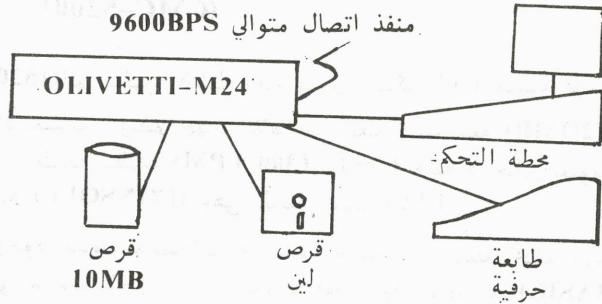 منفذ اتصال متوالي 9600BPS
OLIVETTI-M24
محطة التحكم
قرص
10MB
قرص
لين
طابعة
حرفية